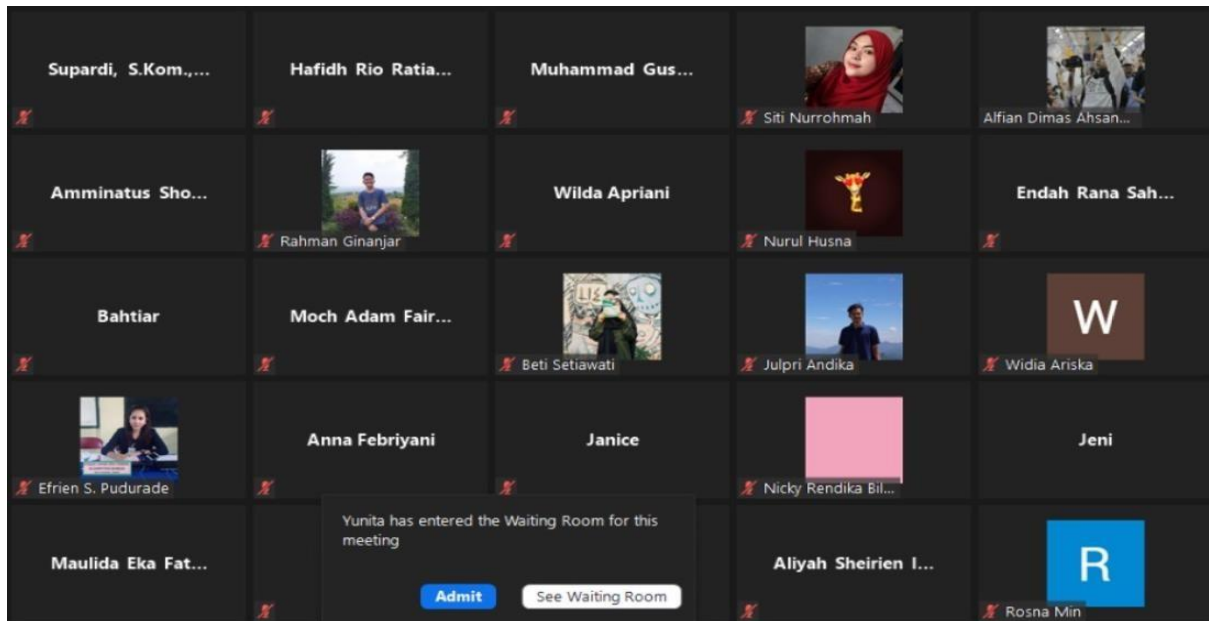 Supardi, S.Kom.,...
Hafidh Rio Ratia...
Muhammad Gus...
Siti Nurrohmah
Alfian Dimas Ahsan...
Amminatus Sho...
Rahman Ginanjar
Wilda Apriani
Nurul Husna
Endah Rana Sah...
Bahtiar
Moch Adam Fair...
LIE
Beti Setiawati
Julpri Andika
W
Widia Ariska
Efrien S. Pudurade
Anna Febriyani
Janice
Nicky Rendika Bil...
Jeni
Maulida Eka Fat...
Yunita has entered the Waiting Room for this
meeting
Admit
See Waiting Room
Aliyah Sheirien I...
R
Rosna Min